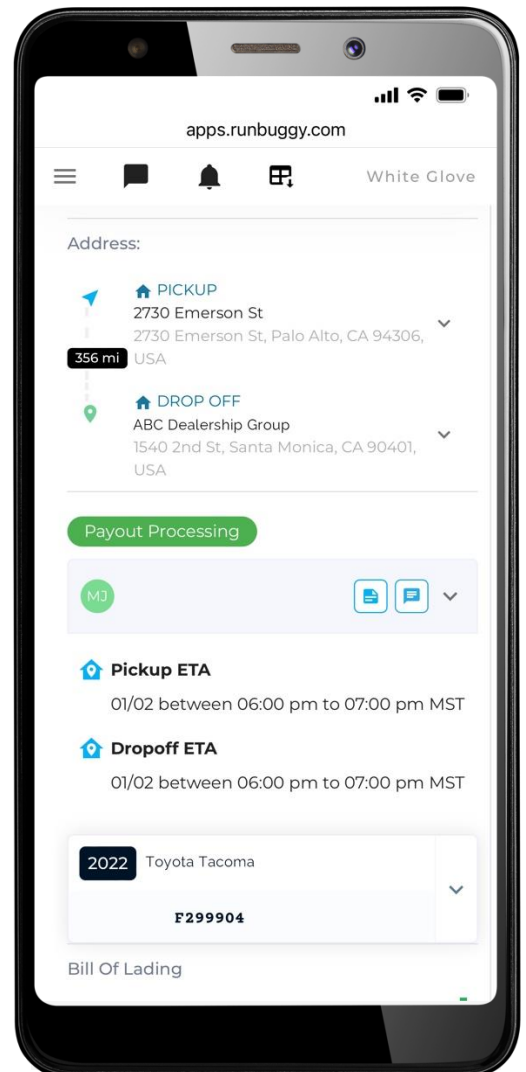 apps.runbuggy.com
White Glove
Address:
PICKUP
2730 Emerson St
2730 Emerson St, Palo Alto, CA 94306,
356 mi
USA
DROP OFF
ABC Dealership Group
1540 2nd St, Santa Monica, CA 90401,
USA
Payout Processing
MJ
Pickup ETA
01/02 between 06:00 pm to 07:00 pm MST
Dropoff ETA
01/02 between 06:00 pm to 07:00 pm MST
2022 Toyota Tacoma
F299904
Bill Of Lading